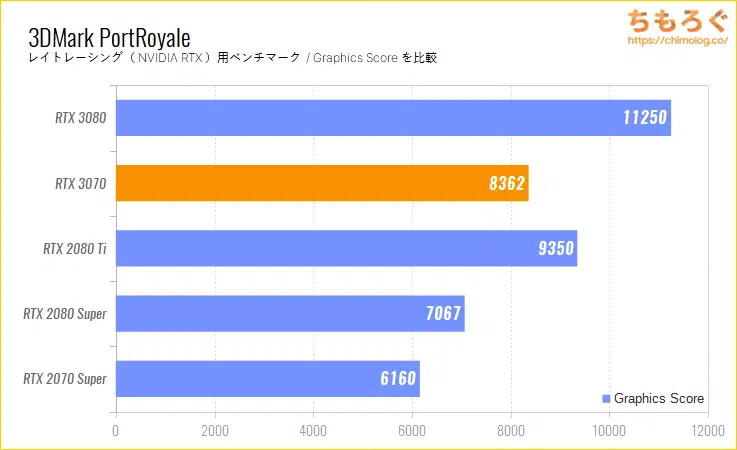 3DMark PortRoyale
レイトレーシング（NVIDIA RTX）用ベンチマーク / Graphics Score を比較
ちもろぐ
https://chimolog.co/
RTX 3080
11250
RTX 3070
8362
RTX 2080 Ti
9350
RTX 2080 Super
7067
RTX 2070 Super
6160
Graphics Score
0 2000 4000 6000 8000 10000 12000